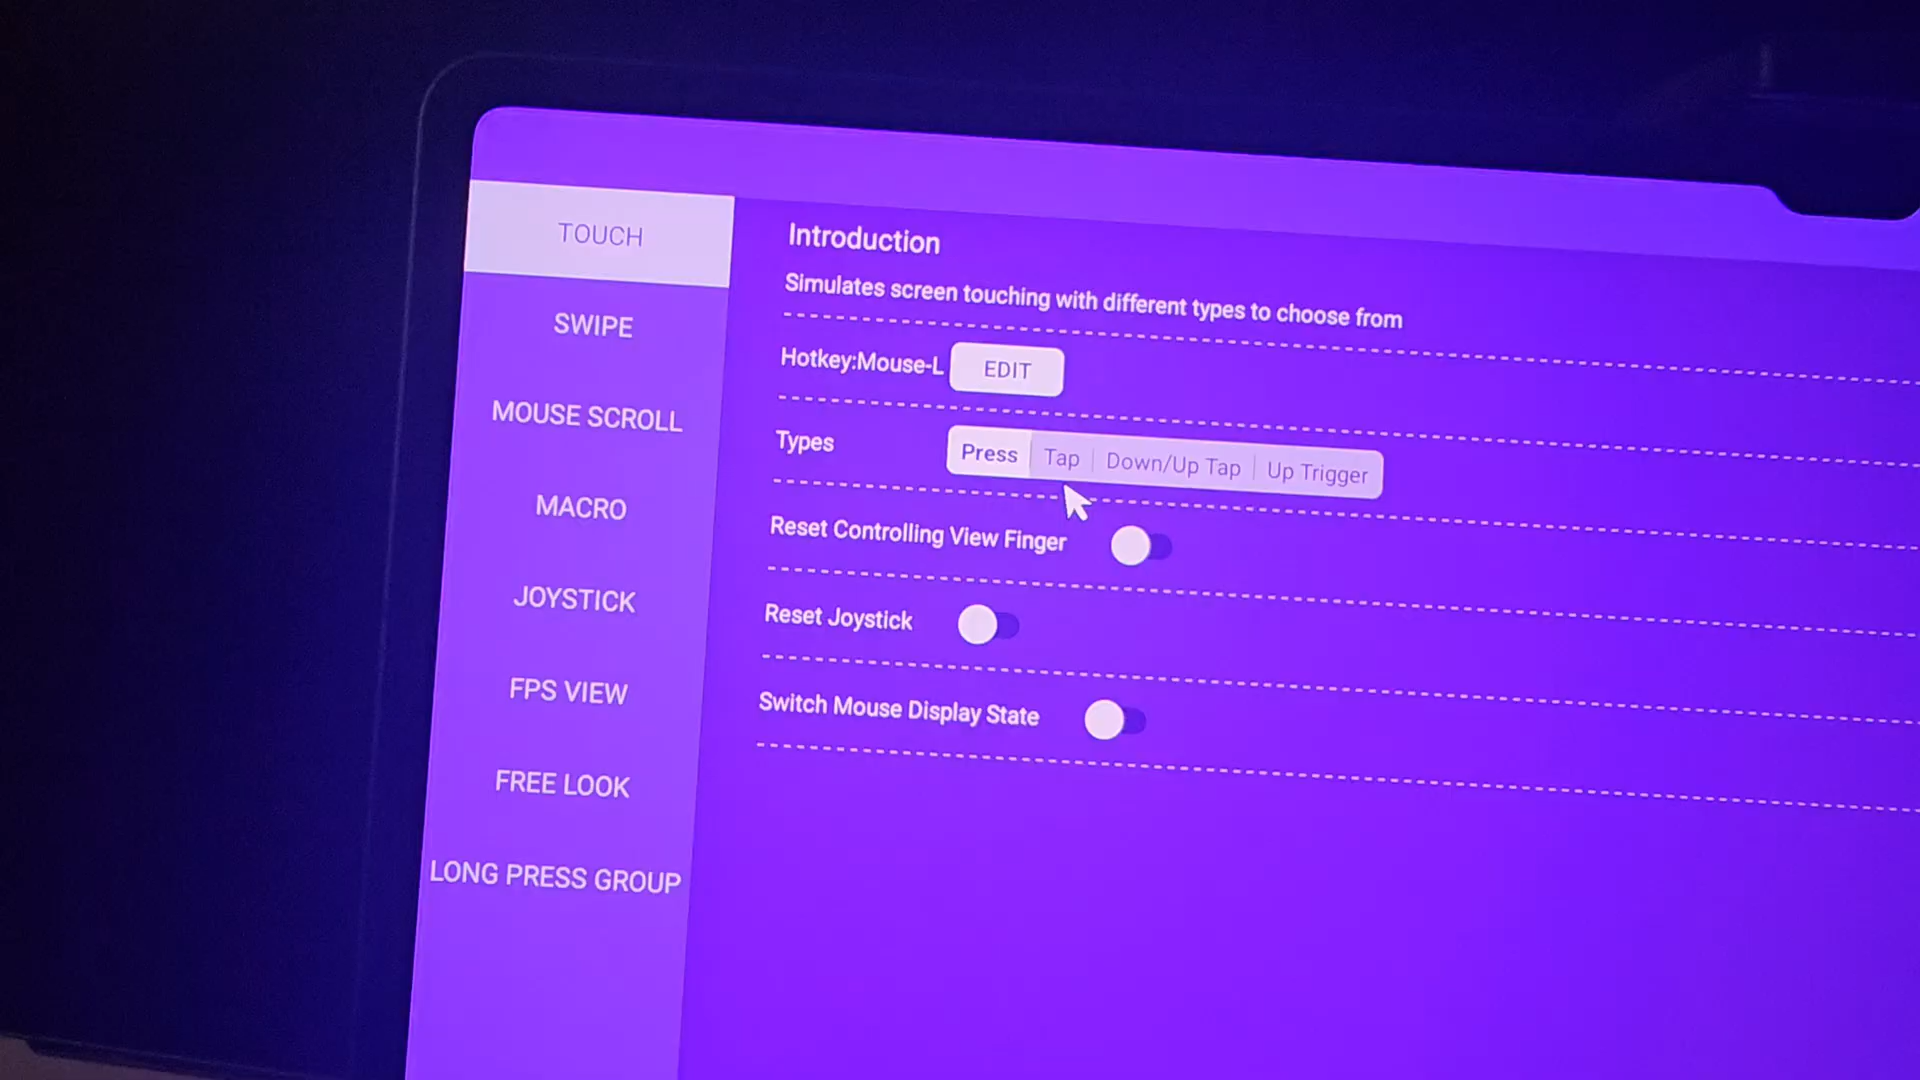 TOUCH
SWIPE
MOUSE SCROLL
MACRO
JOYSTICK
FPS VIEW
FREE LOOK
LONG PRESS GROUP
Introduction
Simulates screen touching with different types to choose from
Hotkey:Mouse-L EDIT
Types Press Tap Down/Up Tap Up Trigger
Reset Controlling View Finger
Reset Joystick
Switch Mouse Display State